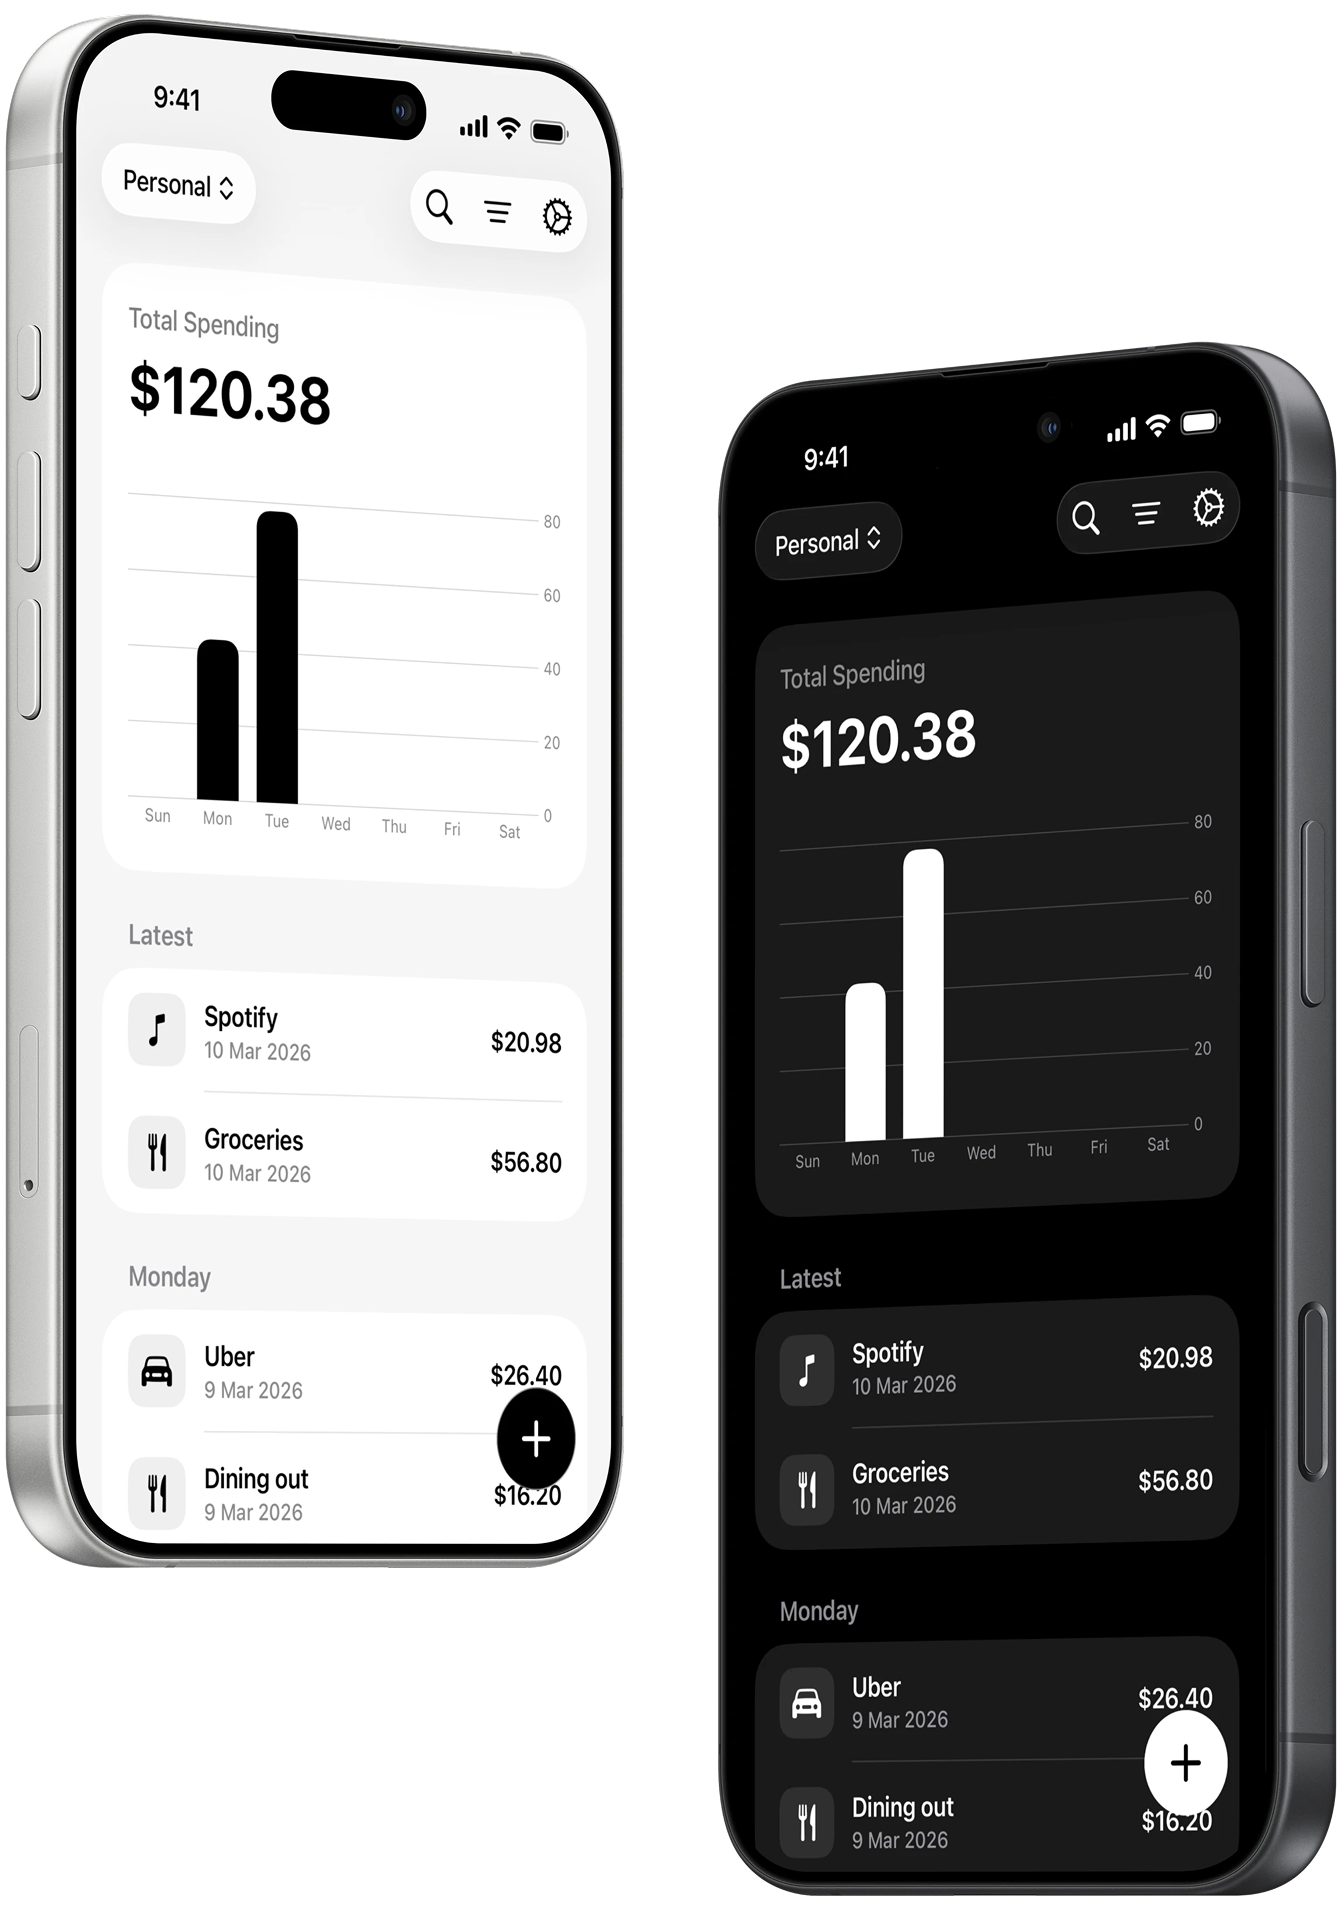 9:41
Personal
Total Spending
$120.38
80
60
40
20
0
Sun Mon Tue Wed Thu Fri Sat
Latest
Spotify
10 Mar 2026
$20.98
Groceries
10 Mar 2026
$56.80
Monday
Uber
9 Mar 2026
$26.40
Dining out
9 Mar 2026
$16.20
9:41
Personal
Total Spending
$120.38
80
60
40
20
0
Sun Mon Tue Wed Thu Fri Sat
Latest
Spotify
10 Mar 2026
$20.98
Groceries
10 Mar 2026
$56.80
Monday
Uber
9 Mar 2026
$26.40
Dining out
9 Mar 2026
$16.20